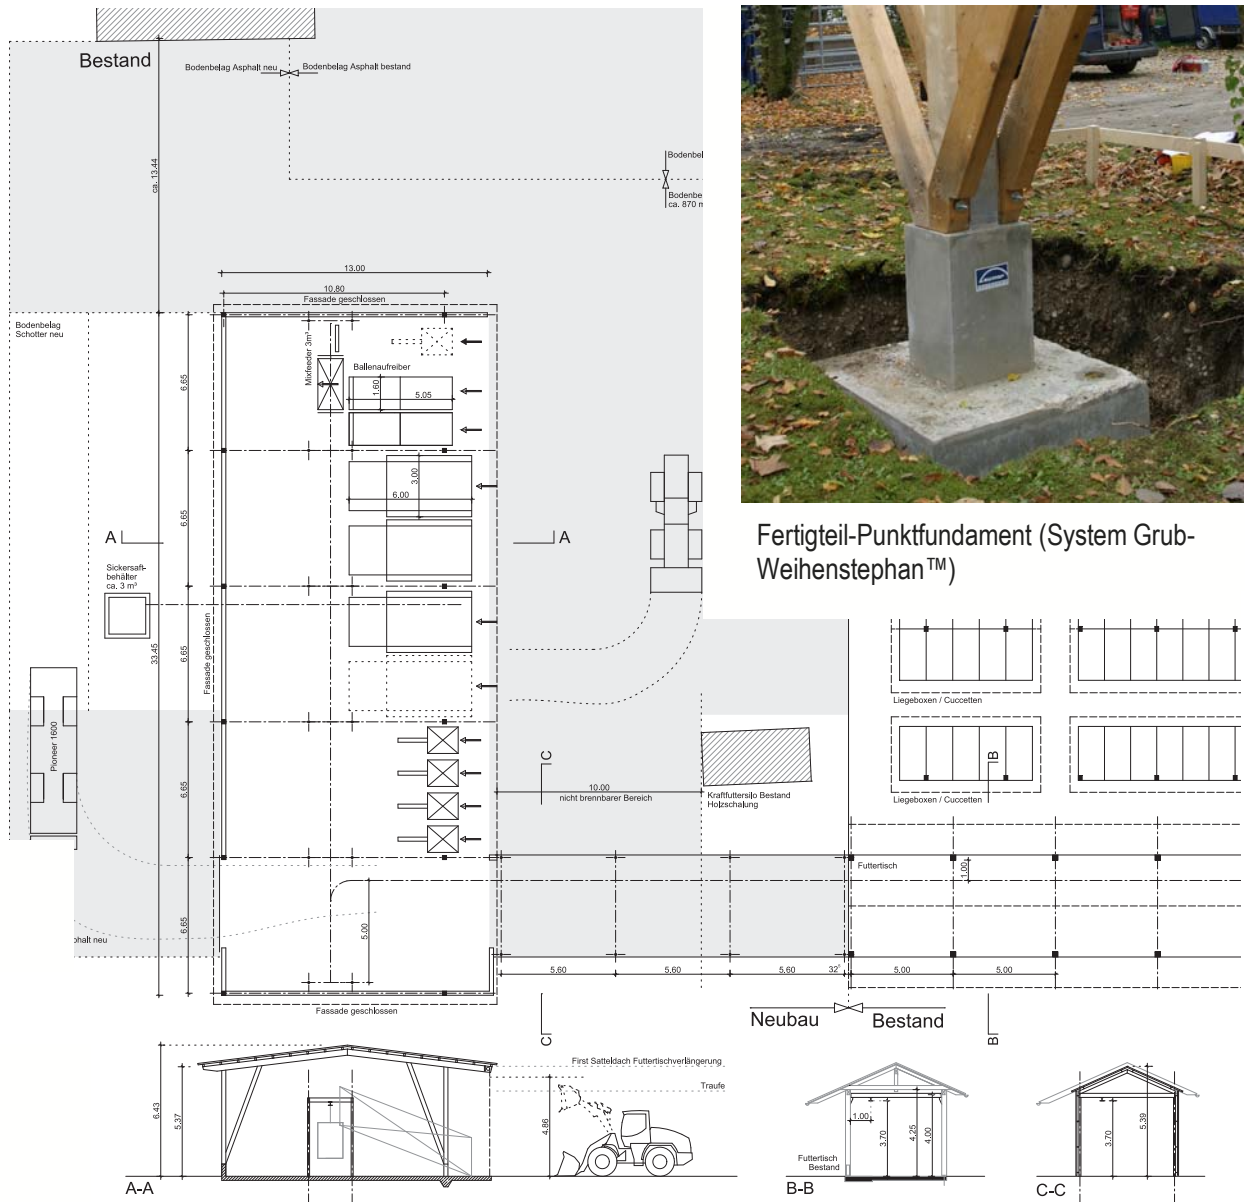 Bestand
Bodenbelag Asphalt neu
Bodenbelag Asphalt bestand
ca. 13.44
Bodenbel
Bodenbe
ca. 870 m
13.00
10.80
Fassade geschlossen
Bodenbelag
Schotter neu
Mixfeeder 3m³
Ballenaufreiber
1.60
5.05
6.65
3.00
6.00
6.65
A
A
Sickersaft-
behälter
ca. 3 m³
33.45
Fassade geschlossen
6.65
Pioneer 1600
6.65
C
10.00
nicht brennbarer Bereich
Kraftfuttersilo Bestand
Holzschalung
Fertigteil-Punktfundament (System Grub-
Weihenstephan™)
Liegeboxen / Cuccetten
B
Liegeboxen / Cuccetten
Futtertisch
1.00
phalt neu
6.65
5.00
5.60
5.60
5.60
32⁵
5.00
5.00
Fassade geschlossen
C
Neubau
Bestand
B
6.43
5.37
A-A
First Satteldach Futtertischverlängerung
Traufe
4.86
1.00
3.70
4.25
4.00
Futtertisch
Bestand
B-B
3.70
5.39
C-C